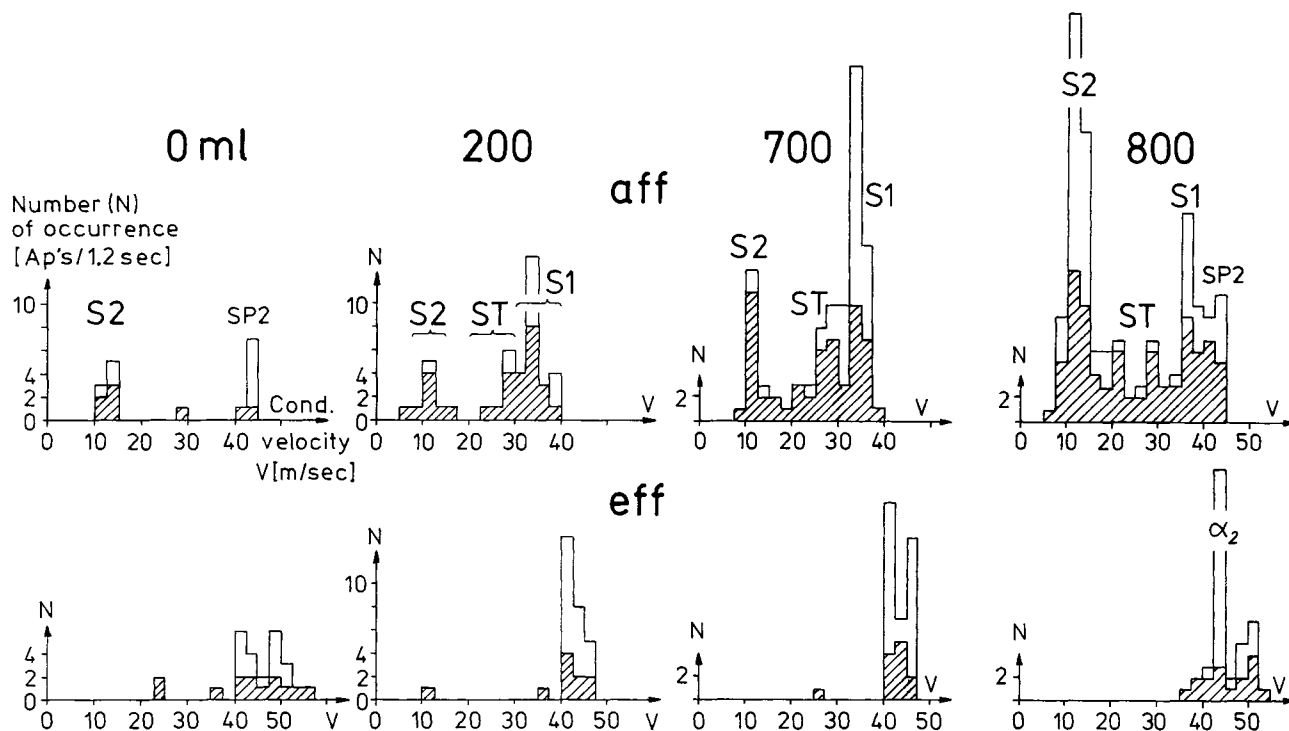 0 ml
200
700
800
aff
Number (N)
of occurrence
[Ap's/1.2 sec]
10
4
2
0
S2
SP2
0 10 20 30 40
Cond.
velocity
V[m/sec]
N
10
4
2
0
S2
ST
S1
0 10 20 30 40
V
N
2
S2
ST
S1
0 10 20 30 40
V
N
2
S2
ST
S1
SP2
0 10 20 30 40 50
V
eff
N
4
2
0
0 10 20 30 40 50
V
N
10
2
0
0 10 20 30 40
V
N
2
0 10 20 30 40
V
N
2
α₂
0 10 20 30 40 50
V